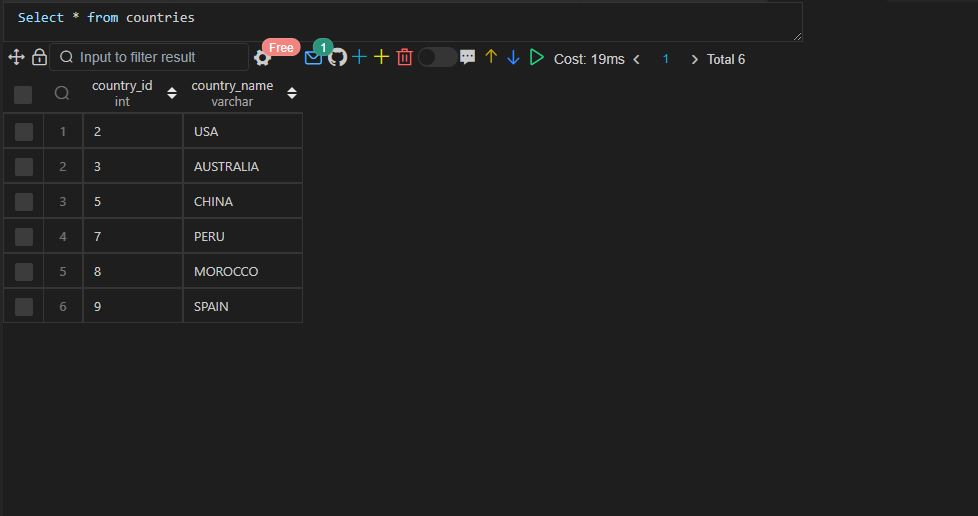 Select * from countries
Input to filter result Free 1 Cost: 19ms 1 Total 6
country_id country_name
int varchar
1 2 USA
2 3 AUSTRALIA
3 5 CHINA
4 7 PERU
5 8 MOROCCO
6 9 SPAIN